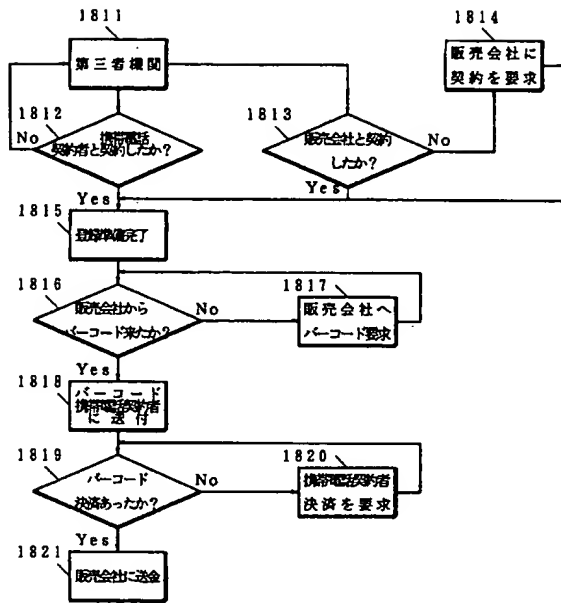 1811
第三者機関
1812
携帯電話
契約者と契約したか?
No
Yes
1813
販売会社と契約
したか?
No
Yes
1814
販売会社に
契約を要求
1815
登録準備完了
1816
販売会社から
バーコード来たか?
No
Yes
1817
販売会社へ
バーコード要求
1818
バーコード
携帯電話契約者
に送付
1819
バーコード
決済あったか?
No
Yes
1820
携帯電話契約者
決済を要求
1821
販売会社に送金